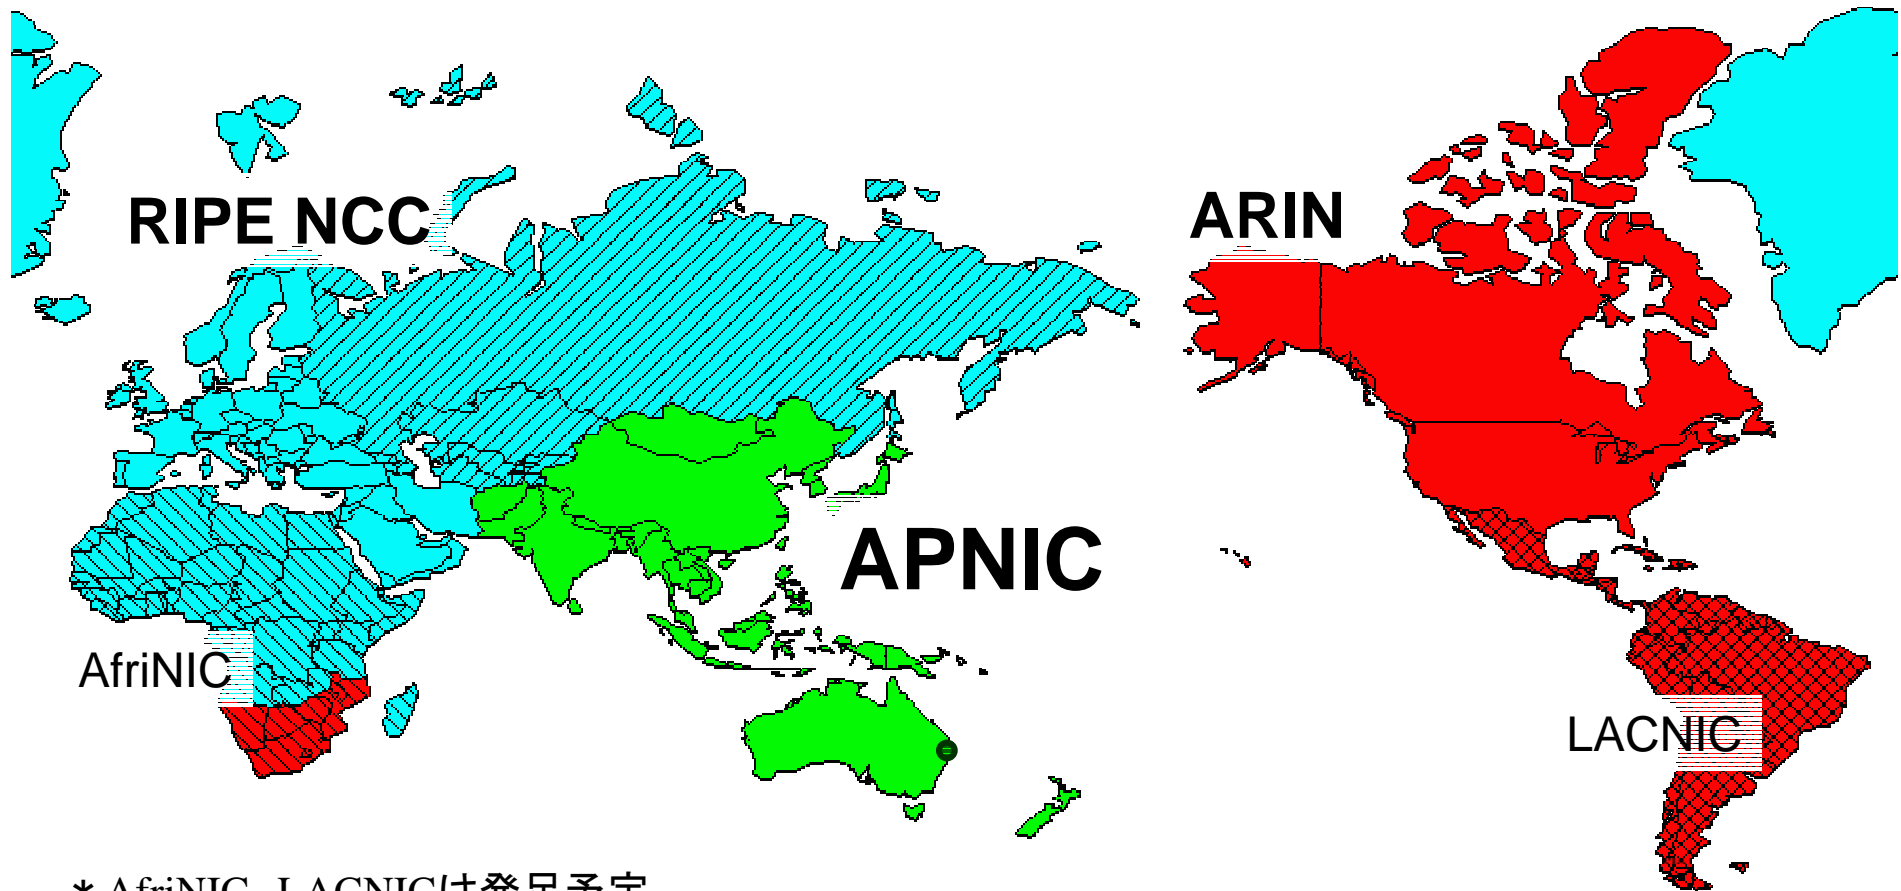 RIPE NCC
ARIN
APNIC
AfriNIC
LACNIC
* AfriNIC, LACNICは発足予定